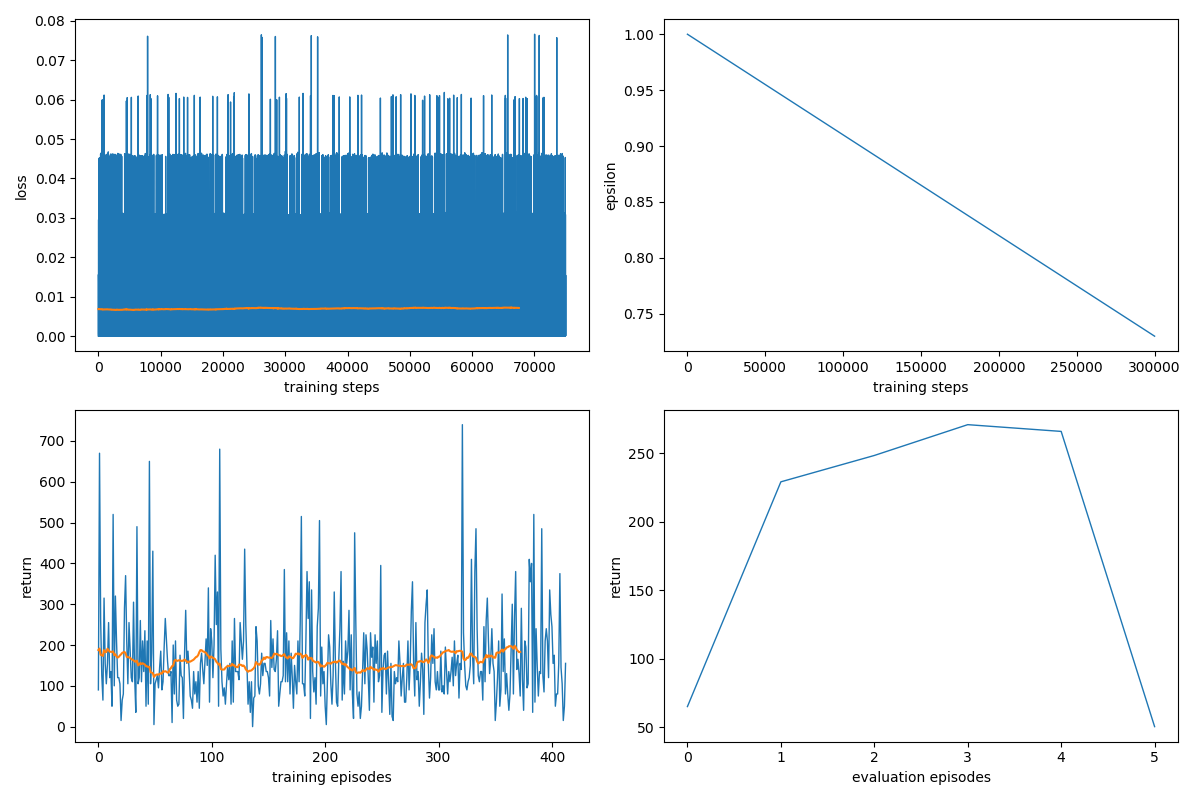 0.08
0.07
0.06
0.05
0.04
0.03
0.02
0.01
0.00
loss
0 10000 20000 30000 40000 50000 60000 70000
training steps
1.00
0.95
0.90
0.85
0.80
0.75
epsilon
0 50000 100000 150000 200000 250000 300000
training steps
700
600
500
400
300
200
100
0
return
0 100 200 300 400
training episodes
250
200
150
100
50
return
0 1 2 3 4 5
evaluation episodes